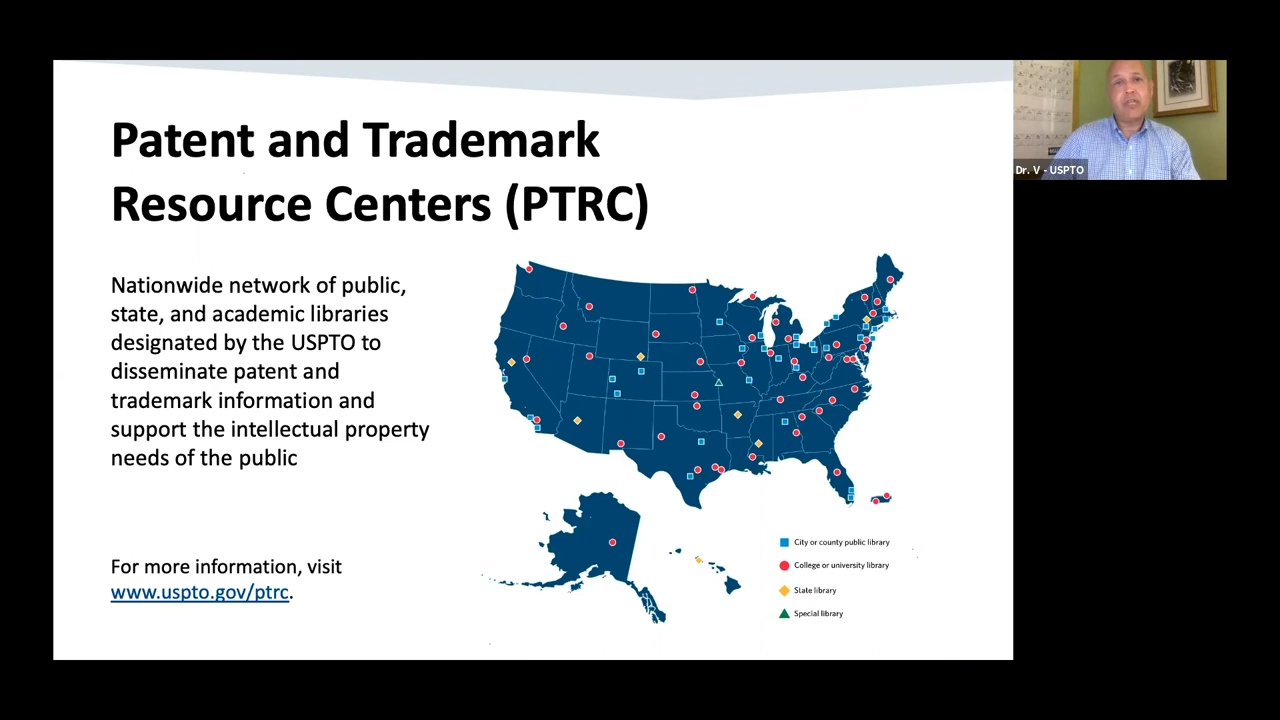 Patent and Trademark
Resource Centers (PTRC)
Nationwide network of public,
state, and academic libraries
designated by the USPTO to
disseminate patent and
trademark information and
support the intellectual property
needs of the public
For more information, visit
www.uspto.gov/ptrc.
City or county public library
College or university library
State library
Special library
Dr. V - USPTO